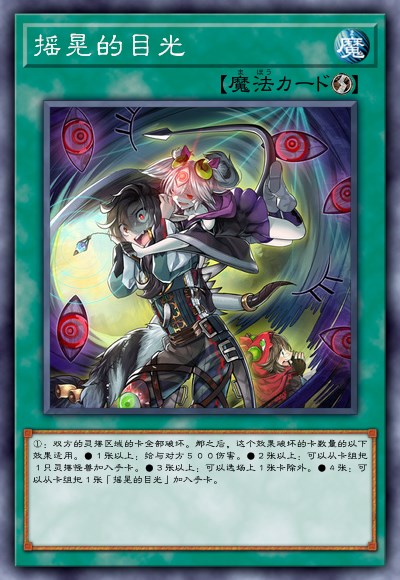 摇晃的目光
魔
【魔法カード】
まほう
①：双方的灵摆区域的卡全部破坏。那之后，这个效果破坏的卡数量的以下
效果适用。●1张以上：给与对方500伤害。●2张以上：可以从卡组把
1只灵摆怪兽加入手卡。●3张以上：可以选场上1张卡除外。●4张：可
以从卡组把1张「摇晃的目光」加入手卡。